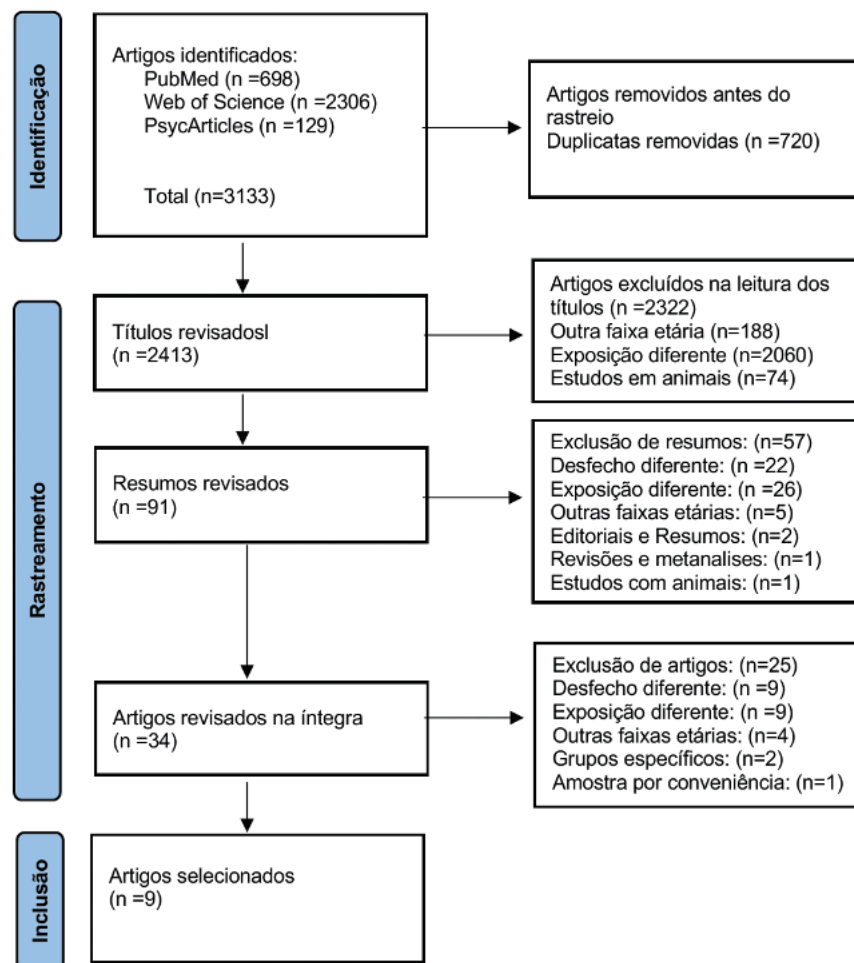 Identificação
Artigos identificados:
PubMed (n =698)
Web of Science (n =2306)
PsycArticles (n =129)
Total (n=3133)
Artigos removidos antes do
rastreio
Duplicatas removidas (n =720)
Rastreamento
Títulos revisadosl
(n =2413)
Artigos excluídos na leitura dos
títulos (n =2322)
Outra faixa etária (n=188)
Exposição diferente (n=2060)
Estudos em animais (n=74)
Resumos revisados
(n =91)
Exclusão de resumos: (n=57)
Desfecho diferente: (n =22)
Exposição diferente: (n =26)
Outras faixas etárias: (n=5)
Editoriais e Resumos: (n=2)
Revisões e metanalises: (n=1)
Estudos com animais: (n=1)
Artigos revisados na íntegra
(n =34)
Exclusão de artigos: (n=25)
Desfecho diferente: (n =9)
Exposição diferente: (n =9)
Outras faixas etárias: (n=4)
Grupos específicos: (n=2)
Amostra por conveniência: (n=1)
Inclusão
Artigos selecionados
(n =9)